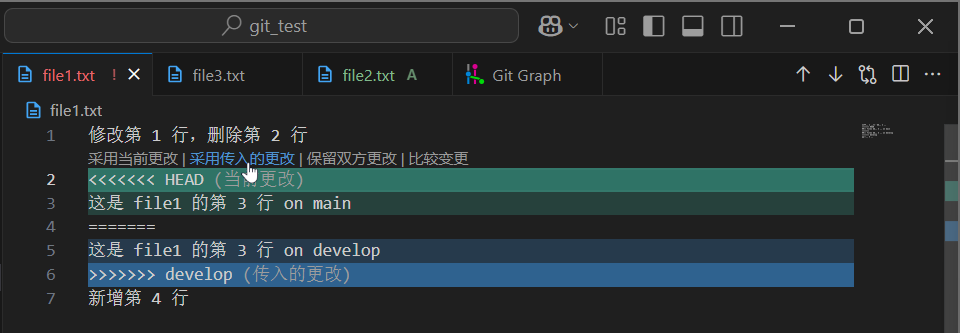 git_test
file1.txt ! file3.txt file2.txt A Git Graph
file1.txt
1 修改第 1 行，删除第 2 行
采用当前更改 | 采用传入的更改 | 保留双方更改 | 比较变更
2 <<<<<<< HEAD (当前更改)
3 这是 file1 的第 3 行 on main
4 =======
5 这是 file1 的第 3 行 on develop
6 >>>>>>> develop (传入的更改)
7 新增第 4 行